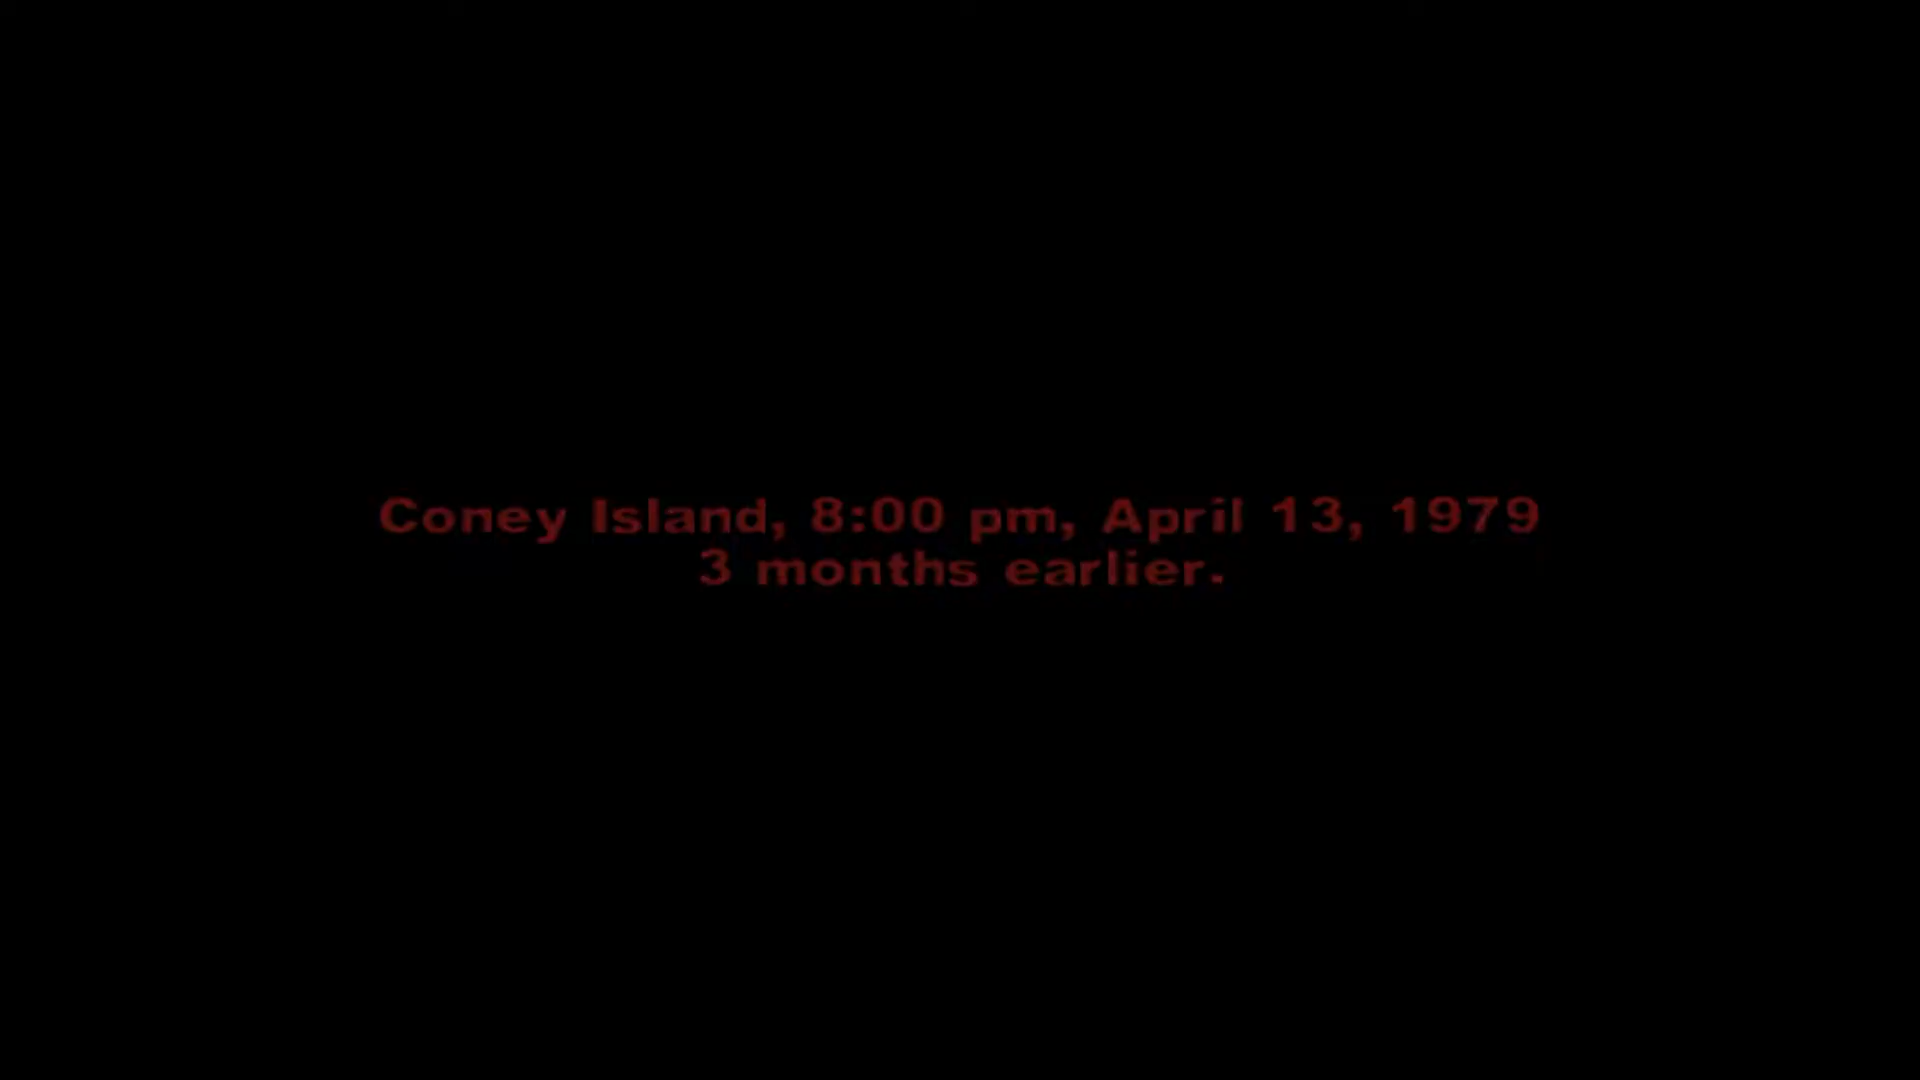 Coney Island, 8:00 pm, April 13, 1979
3 months earlier.